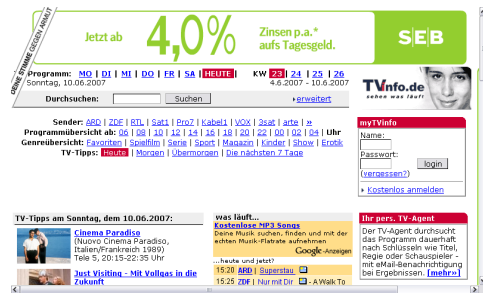 DEINE STIMME GEGEN ARMUT
Jetzt ab 4,0% Zinsen p.a.* aufs Tagesgeld.
SEB
Programm: MO | DI | MI | DO | FR | SA | HEUTE | KW 23 | 24 | 25 | 26
Sonntag, 10.06.2007 4.6.2007 - 10.6.2007
Durchsuchen: Suchen erweitert
TVinfo.de
sehen was läuft
Sender: ARD | ZDF | RTL | Sat1 | Pro7 | Kabel1 | VOX | 3sat | arte | »
Programmübersicht ab: 06 | 08 | 10 | 12 | 14 | 16 | 18 | 20 | 22 | 00 | 02 | 04 | Uhr
Genreübersicht: Favoriten | Spielfilm | Serie | Sport | Magazin | Kinder | Show | Erotik
TV-Tipps: Heute | Morgen | Übermorgen | Die nächsten 7 Tage
myTVinfo
Name:
Passwort:
login
(vergessen?)
Kostenlos anmelden
TV-Tipps am Sonntag, dem 10.06.2007:
Cinema Paradiso
(Nuovo Cinema Paradiso,
Italien/Frankreich 1989)
Tele 5, 20:15-22:35 Uhr
Just Visiting - Mit Vollgas in die
Zukunft
was läuft...
Kostenlose MP3 Songs
Deine Musik suchen, finden und mit der
echten Musik-Flatrate aufnehmen
Google-Anzeigen
...heute und jetzt?
15:20 ARD | Superstau
15:25 ZDF | Nur mit Dir - A Walk To
Ihr pers. TV-Agent
Der TV-Agent durchsucht
das Programm dauerhaft
nach Schlüsseln wie Titel,
Regie oder Schauspieler -
mit eMail-Benachrichtigung
bei Ergebnissen. [mehr»]